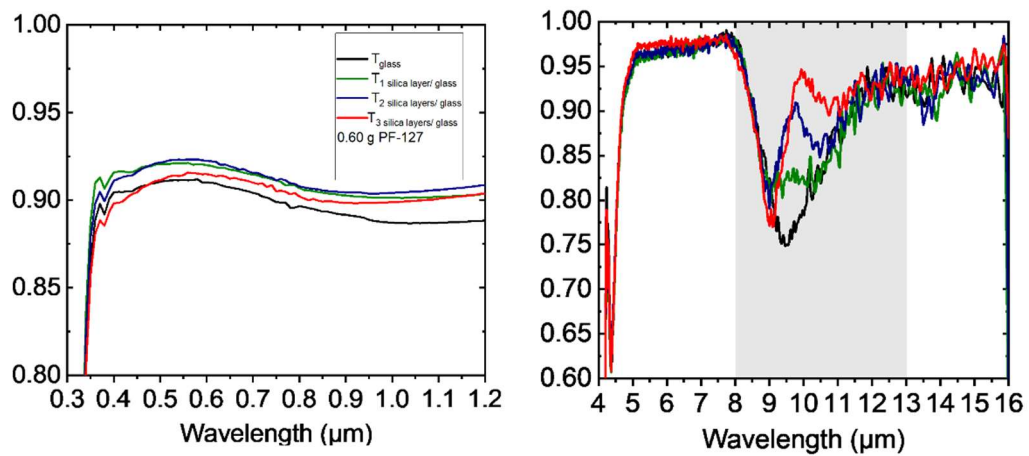 1.00
0.95
0.90
0.85
0.80
T glass
T 1 silica layer/ glass
T 2 silica layers/ glass
T 3 silica layers/ glass
0.60 g PF-127
0.3 0.4 0.5 0.6 0.7 0.8 0.9 1.0 1.1 1.2
Wavelength (µm)
1.00
0.95
0.90
0.85
0.80
0.75
0.70
0.65
0.60
4 5 6 7 8 9 10 11 12 13 14 15 16
Wavelength (µm)